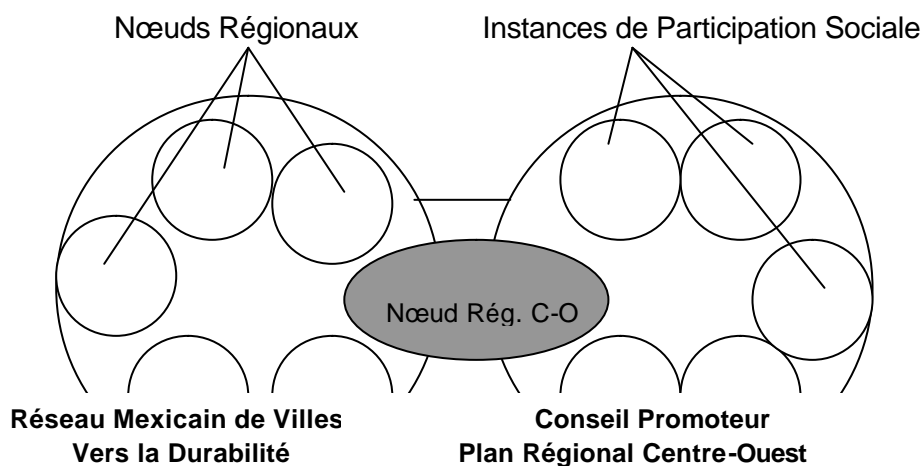 Nœuds Régionaux
Instances de Participation Sociale
Nœud Rég. C-O
Réseau Mexicain de Villes
Vers la Durabilité
Conseil Promoteur
Plan Régional Centre-Ouest